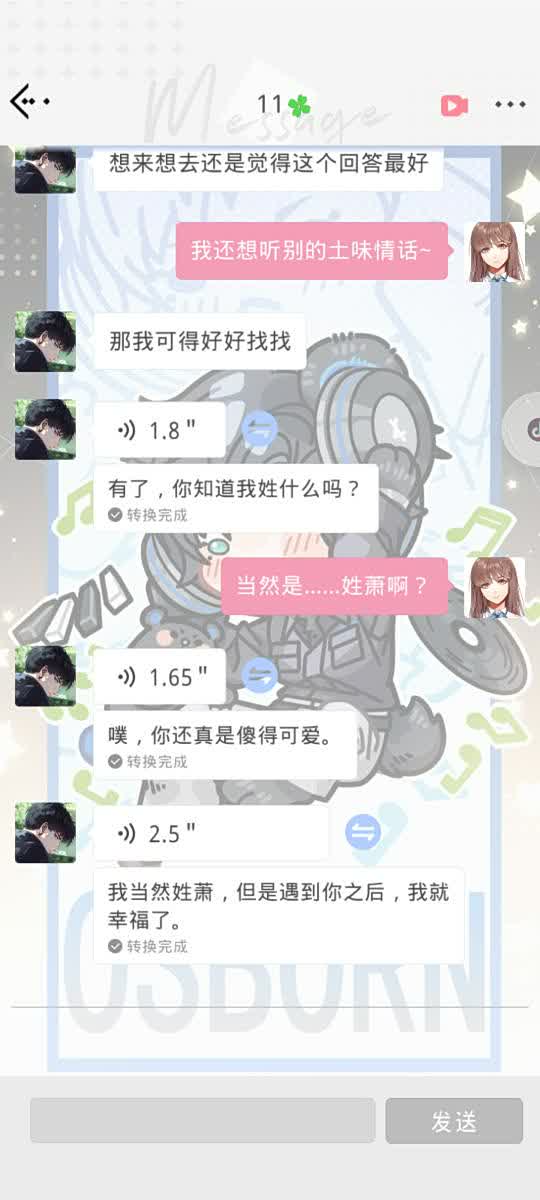 Message
11🍀
想来想去还是觉得这个回答最好
我还想听别的土味情话~
那我可得好好找找
1.8"
有了，你知道我姓什么吗？
转换完成
当然是......姓萧啊？
1.65"
噗，你还真是傻得可爱。
转换完成
2.5"
我当然姓萧，但是遇到你之后，我就
幸福了。
转换完成
OSBORN
发送